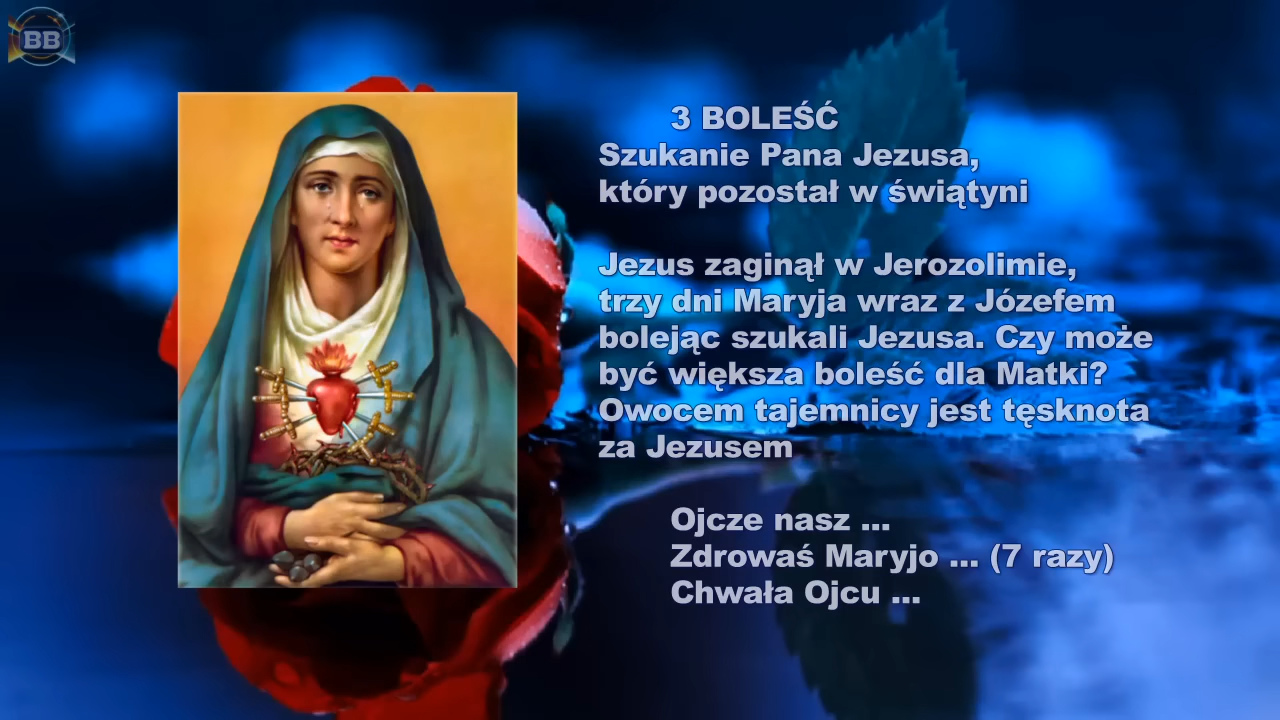 BB
3 BOLEŚĆ
Szukanie Pana Jezusa,
który pozostał w świątyni
Jezus zaginął w Jerozolimie,
trzy dni Maryja wraz z Józefem
bolejąc szukali Jezusa. Czy może
być większa boleść dla Matki?
Owocem tajemnicy jest tęsknota
za Jezusem
Ojcze nasz ...
Zdrowaś Maryjo ... (7 razy)
Chwała Ojcu ...